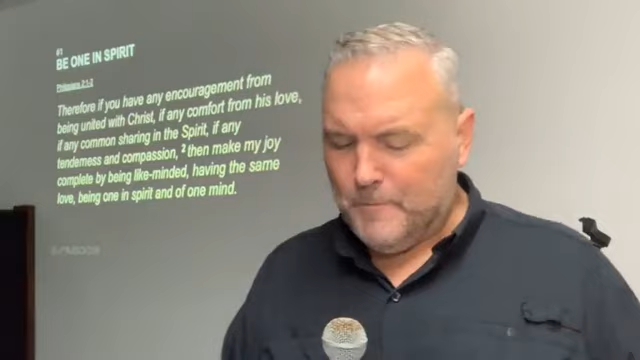 #1
BE ONE IN SPIRIT
Philippians 2:1-2
Therefore if you have any encouragement from
being united with Christ, if any comfort from his love,
if any common sharing in the Spirit, if any
tenderness and compassion, ² then make my joy
complete by being like-minded, having the same
love, being one in spirit and of one mind.